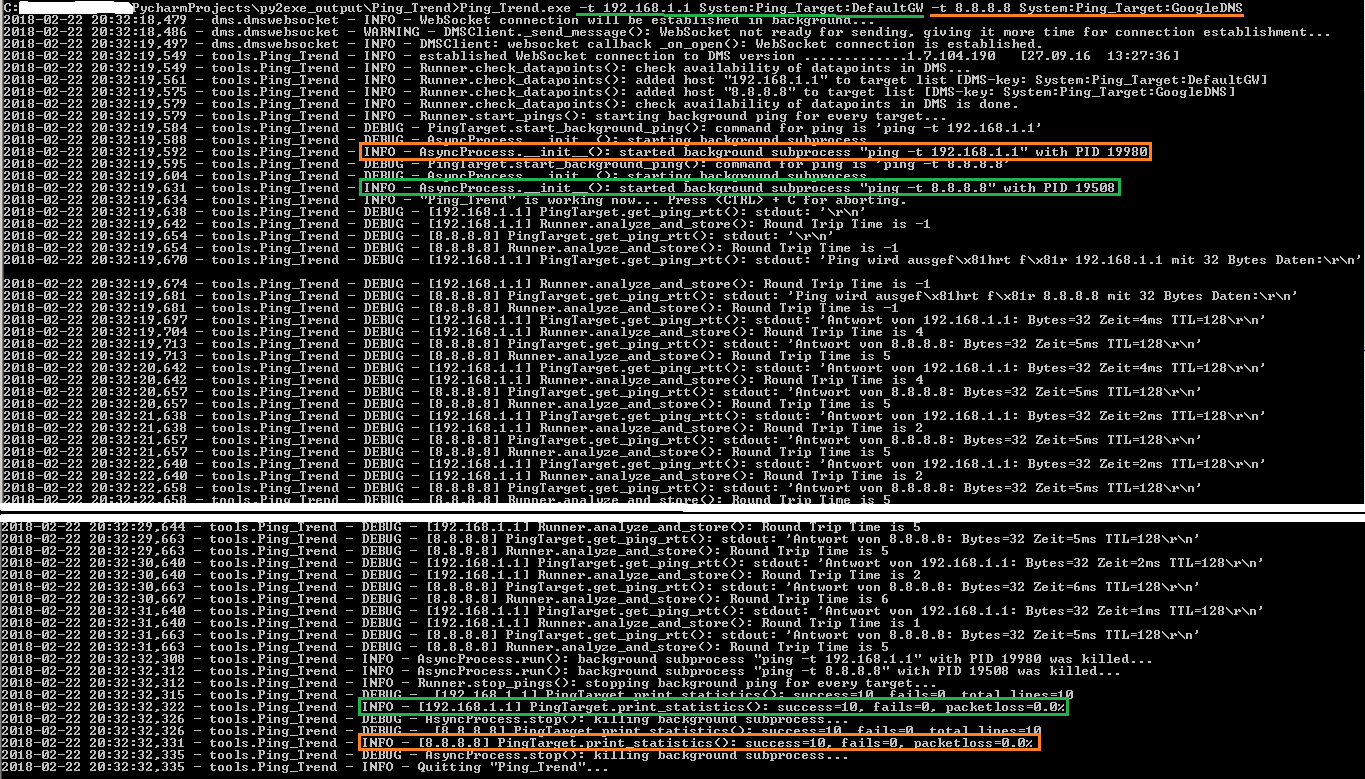 C:\ PycharmProjects\py2exe_output\Ping_Trend>Ping_Trend.exe -t 192.168.1.1 System:Ping_Target:DefaultGW -t 8.8.8.8 System:Ping_Target:GoogleDNS
2018-02-22 20:32:18,479 - dms.dmswebsocket - INFO - WebSocket connection will be established in background...
2018-02-22 20:32:18,486 - dms.dmswebsocket - WARNING - DMSClient._send_message(): WebSocket not ready for sending, giving it more time for connection establishment...
2018-02-22 20:32:19,497 - dms.dmswebsocket - INFO - DMSClient: websocket callback _on_open(): WebSocket connection is established.
2018-02-22 20:32:19,549 - tools.Ping_Trend - INFO - established WebSocket connection to DMS version .............1.7.104.190   [27.09.16  13:27:36]
2018-02-22 20:32:19,549 - tools.Ping_Trend - INFO - Runner.check_datapoints(): check availability of datapoints in DMS...
2018-02-22 20:32:19,561 - tools.Ping_Trend - INFO - Runner.check_datapoints(): added host "192.168.1.1" to target list [DMS-key: System:Ping_Target:DefaultGW]
2018-02-22 20:32:19,575 - tools.Ping_Trend - INFO - Runner.check_datapoints(): added host "8.8.8.8" to target list [DMS-key: System:Ping_Target:GoogleDNS]
2018-02-22 20:32:19,579 - tools.Ping_Trend - INFO - Runner.check_datapoints(): check availability of datapoints in DMS is done.
2018-02-22 20:32:19,579 - tools.Ping_Trend - INFO - Runner.start_pings(): starting background ping for every target...
2018-02-22 20:32:19,584 - tools.Ping_Trend - DEBUG - PingTarget.start_background_ping(): command for ping is 'ping -t 192.168.1.1'
2018-02-22 20:32:19,588 - tools.Ping_Trend - DEBUG - AsyncProcess.__init__(): starting background subprocess...
2018-02-22 20:32:19,592 - tools.Ping_Trend - INFO - AsyncProcess.__init__(): started background subprocess "ping -t 192.168.1.1" with PID 19980
2018-02-22 20:32:19,595 - tools.Ping_Trend - DEBUG - PingTarget.start_background_ping(): command for ping is 'ping -t 8.8.8.8'
2018-02-22 20:32:19,604 - tools.Ping_Trend - DEBUG - AsyncProcess.__init__(): starting background subprocess...
2018-02-22 20:32:19,631 - tools.Ping_Trend - INFO - AsyncProcess.__init__(): started background subprocess "ping -t 8.8.8.8" with PID 19508
2018-02-22 20:32:19,634 - tools.Ping_Trend - INFO - "Ping_Trend" is working now... Press <CTRL> + C for aborting.
2018-02-22 20:32:19,638 - tools.Ping_Trend - DEBUG - [192.168.1.1] PingTarget.get_ping_rtt(): stdout: '\r\n'
2018-02-22 20:32:19,642 - tools.Ping_Trend - DEBUG - [192.168.1.1] Runner.analyze_and_store(): Round Trip Time is -1
2018-02-22 20:32:19,654 - tools.Ping_Trend - DEBUG - [8.8.8.8] PingTarget.get_ping_rtt(): stdout: '\r\n'
2018-02-22 20:32:19,654 - tools.Ping_Trend - DEBUG - [8.8.8.8] Runner.analyze_and_store(): Round Trip Time is -1
2018-02-22 20:32:19,670 - tools.Ping_Trend - DEBUG - [192.168.1.1] PingTarget.get_ping_rtt(): stdout: 'Ping wird ausgef\x81hrt f\x81r 192.168.1.1 mit 32 Bytes Daten:\r\n'
2018-02-22 20:32:19,674 - tools.Ping_Trend - DEBUG - [192.168.1.1] Runner.analyze_and_store(): Round Trip Time is -1
2018-02-22 20:32:19,681 - tools.Ping_Trend - DEBUG - [8.8.8.8] PingTarget.get_ping_rtt(): stdout: 'Ping wird ausgef\x81hrt f\x81r 8.8.8.8 mit 32 Bytes Daten:\r\n'
2018-02-22 20:32:19,681 - tools.Ping_Trend - DEBUG - [8.8.8.8] Runner.analyze_and_store(): Round Trip Time is -1
2018-02-22 20:32:19,697 - tools.Ping_Trend - DEBUG - [192.168.1.1] PingTarget.get_ping_rtt(): stdout: 'Antwort von 192.168.1.1: Bytes=32 Zeit=4ms TTL=128\r\n'
2018-02-22 20:32:19,704 - tools.Ping_Trend - DEBUG - [192.168.1.1] Runner.analyze_and_store(): Round Trip Time is 4
2018-02-22 20:32:19,713 - tools.Ping_Trend - DEBUG - [8.8.8.8] PingTarget.get_ping_rtt(): stdout: 'Antwort von 8.8.8.8: Bytes=32 Zeit=5ms TTL=128\r\n'
2018-02-22 20:32:19,713 - tools.Ping_Trend - DEBUG - [8.8.8.8] Runner.analyze_and_store(): Round Trip Time is 5
2018-02-22 20:32:20,642 - tools.Ping_Trend - DEBUG - [192.168.1.1] PingTarget.get_ping_rtt(): stdout: 'Antwort von 192.168.1.1: Bytes=32 Zeit=4ms TTL=128\r\n'
2018-02-22 20:32:20,642 - tools.Ping_Trend - DEBUG - [192.168.1.1] Runner.analyze_and_store(): Round Trip Time is 4
2018-02-22 20:32:20,657 - tools.Ping_Trend - DEBUG - [8.8.8.8] PingTarget.get_ping_rtt(): stdout: 'Antwort von 8.8.8.8: Bytes=32 Zeit=5ms TTL=128\r\n'
2018-02-22 20:32:20,657 - tools.Ping_Trend - DEBUG - [8.8.8.8] Runner.analyze_and_store(): Round Trip Time is 5
2018-02-22 20:32:21,638 - tools.Ping_Trend - DEBUG - [192.168.1.1] PingTarget.get_ping_rtt(): stdout: 'Antwort von 192.168.1.1: Bytes=32 Zeit=2ms TTL=128\r\n'
2018-02-22 20:32:21,638 - tools.Ping_Trend - DEBUG - [192.168.1.1] Runner.analyze_and_store(): Round Trip Time is 2
2018-02-22 20:32:21,657 - tools.Ping_Trend - DEBUG - [8.8.8.8] PingTarget.get_ping_rtt(): stdout: 'Antwort von 8.8.8.8: Bytes=32 Zeit=5ms TTL=128\r\n'
2018-02-22 20:32:21,657 - tools.Ping_Trend - DEBUG - [8.8.8.8] Runner.analyze_and_store(): Round Trip Time is 5
2018-02-22 20:32:22,640 - tools.Ping_Trend - DEBUG - [192.168.1.1] PingTarget.get_ping_rtt(): stdout: 'Antwort von 192.168.1.1: Bytes=32 Zeit=2ms TTL=128\r\n'
2018-02-22 20:32:22,640 - tools.Ping_Trend - DEBUG - [192.168.1.1] Runner.analyze_and_store(): Round Trip Time is 2
2018-02-22 20:32:22,658 - tools.Ping_Trend - DEBUG - [8.8.8.8] PingTarget.get_ping_rtt(): stdout: 'Antwort von 8.8.8.8: Bytes=32 Zeit=5ms TTL=128\r\n'
2018-02-22 20:32:22,658 - tools.Ping_Trend - DEBUG - [8.8.8.8] Runner.analyze_and_store(): Round Trip Time is 5
2018-02-22 20:32:29,644 - tools.Ping_Trend - DEBUG - [192.168.1.1] Runner.analyze_and_store(): Round Trip Time is 5
2018-02-22 20:32:29,663 - tools.Ping_Trend - DEBUG - [8.8.8.8] PingTarget.get_ping_rtt(): stdout: 'Antwort von 8.8.8.8: Bytes=32 Zeit=5ms TTL=128\r\n'
2018-02-22 20:32:29,663 - tools.Ping_Trend - DEBUG - [8.8.8.8] Runner.analyze_and_store(): Round Trip Time is 5
2018-02-22 20:32:30,640 - tools.Ping_Trend - DEBUG - [192.168.1.1] PingTarget.get_ping_rtt(): stdout: 'Antwort von 192.168.1.1: Bytes=32 Zeit=2ms TTL=128\r\n'
2018-02-22 20:32:30,640 - tools.Ping_Trend - DEBUG - [192.168.1.1] Runner.analyze_and_store(): Round Trip Time is 2
2018-02-22 20:32:30,663 - tools.Ping_Trend - DEBUG - [8.8.8.8] PingTarget.get_ping_rtt(): stdout: 'Antwort von 8.8.8.8: Bytes=32 Zeit=6ms TTL=128\r\n'
2018-02-22 20:32:30,667 - tools.Ping_Trend - DEBUG - [8.8.8.8] Runner.analyze_and_store(): Round Trip Time is 6
2018-02-22 20:32:31,640 - tools.Ping_Trend - DEBUG - [192.168.1.1] PingTarget.get_ping_rtt(): stdout: 'Antwort von 192.168.1.1: Bytes=32 Zeit=1ms TTL=128\r\n'
2018-02-22 20:32:31,640 - tools.Ping_Trend - DEBUG - [192.168.1.1] Runner.analyze_and_store(): Round Trip Time is 1
2018-02-22 20:32:31,663 - tools.Ping_Trend - DEBUG - [8.8.8.8] PingTarget.get_ping_rtt(): stdout: 'Antwort von 8.8.8.8: Bytes=32 Zeit=5ms TTL=128\r\n'
2018-02-22 20:32:31,663 - tools.Ping_Trend - DEBUG - [8.8.8.8] Runner.analyze_and_store(): Round Trip Time is 5
2018-02-22 20:32:32,308 - tools.Ping_Trend - INFO - AsyncProcess.run(): background subprocess "ping -t 192.168.1.1" with PID 19980 was killed...
2018-02-22 20:32:32,312 - tools.Ping_Trend - INFO - AsyncProcess.run(): background subprocess "ping -t 8.8.8.8" with PID 19508 was killed...
2018-02-22 20:32:32,312 - tools.Ping_Trend - INFO - Runner.stop_pings(): stopping background ping for every target...
2018-02-22 20:32:32,315 - tools.Ping_Trend - DEBUG - [192.168.1.1] PingTarget.print_statistics(): success=10, fails=0, total lines=10
2018-02-22 20:32:32,322 - tools.Ping_Trend - INFO - [192.168.1.1] PingTarget.print_statistics(): success=10, fails=0, packetloss=0.0%
2018-02-22 20:32:32,326 - tools.Ping_Trend - DEBUG - AsyncProcess.stop(): killing background subprocess...
2018-02-22 20:32:32,326 - tools.Ping_Trend - DEBUG - [8.8.8.8] PingTarget.print_statistics(): success=10, fails=0, total lines=10
2018-02-22 20:32:32,331 - tools.Ping_Trend - INFO - [8.8.8.8] PingTarget.print_statistics(): success=10, fails=0, packetloss=0.0%
2018-02-22 20:32:32,335 - tools.Ping_Trend - DEBUG - AsyncProcess.stop(): killing background subprocess...
2018-02-22 20:32:32,335 - tools.Ping_Trend - INFO - Quitting "Ping_Trend"...